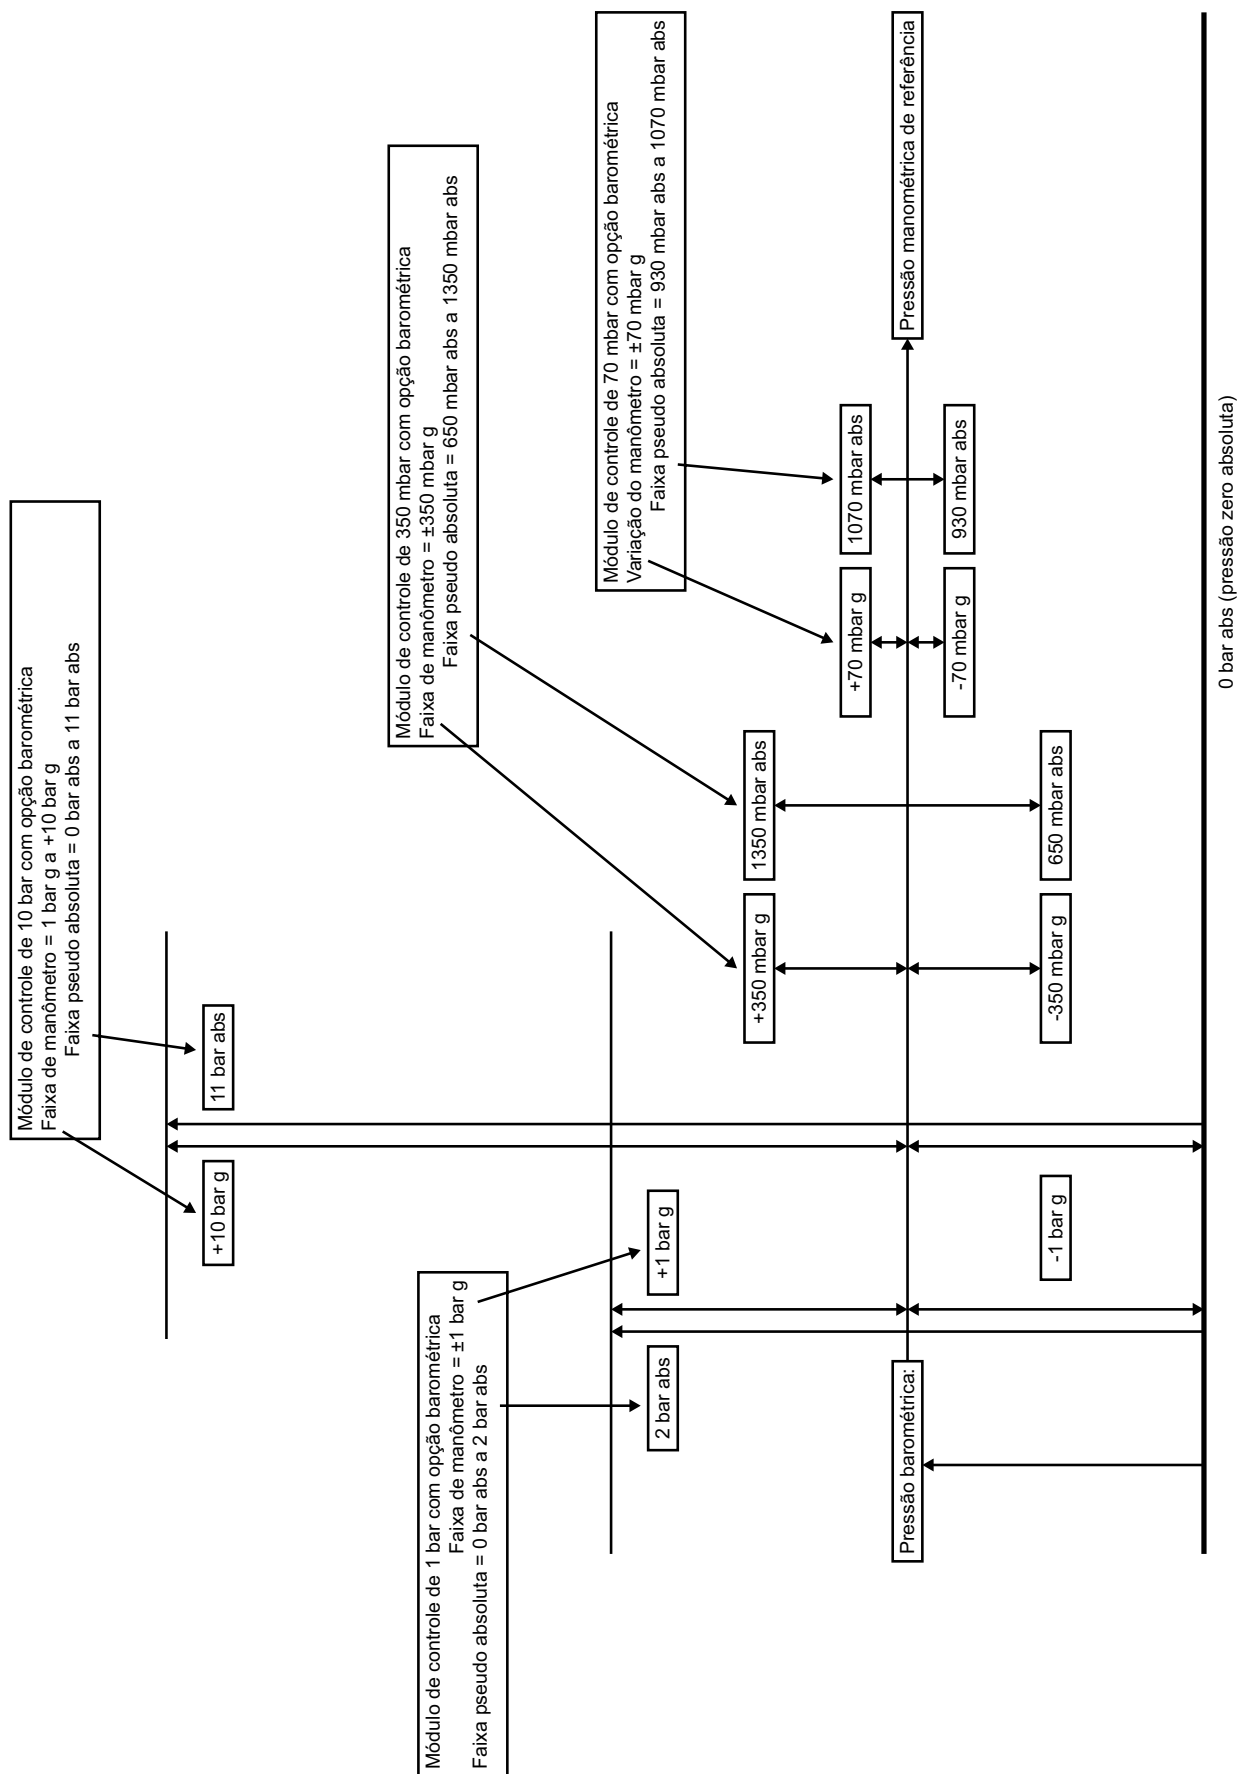 Módulo de controle de 10 bar com opção barométrica
Faixa de manômetro = 1 bar g a +10 bar g
Faixa pseudo absoluta = 0 bar abs a 11 bar abs
+10 bar g
11 bar abs
Módulo de controle de 350 mbar com opção barométrica
Faixa de manômetro = ±350 mbar g
Faixa pseudo absoluta = 650 mbar abs a 1350 mbar abs
Módulo de controle de 1 bar com opção barométrica
Faixa de manômetro = ±1 bar g
Faixa pseudo absoluta = 0 bar abs a 2 bar abs
Módulo de controle de 70 mbar com opção barométrica
Variação do manômetro = ±70 mbar g
Faixa pseudo absoluta = 930 mbar abs a 1070 mbar abs
2 bar abs
+1 bar g
+350 mbar g
1350 mbar abs
+70 mbar g
1070 mbar abs
Pressão barométrica:
Pressão manométrica de referência
-70 mbar g
930 mbar abs
-1 bar g
-350 mbar g
650 mbar abs
0 bar abs (pressão zero absoluta)